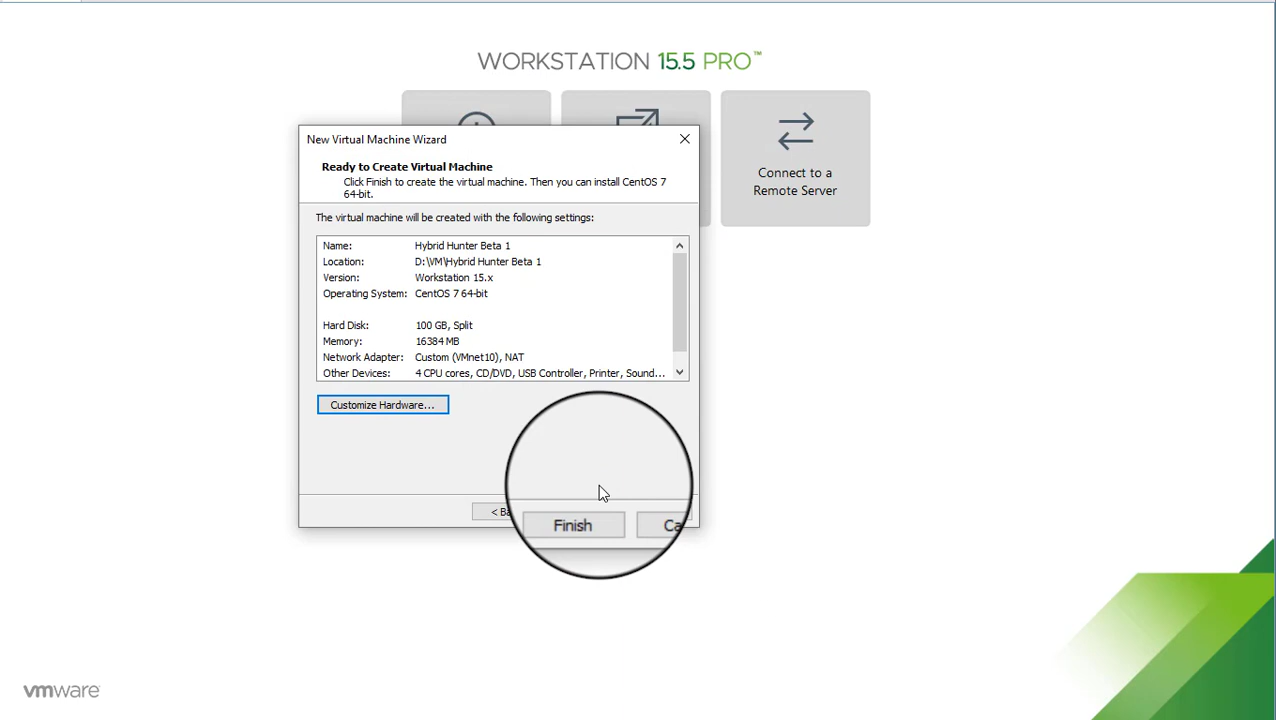 WORKSTATION 15.5 PRO™
Connect to a
Remote Server
New Virtual Machine Wizard
Ready to Create Virtual Machine
Click Finish to create the virtual machine. Then you can install CentOS 7
64-bit.
The virtual machine will be created with the following settings:
Name: Hybrid Hunter Beta 1
Location: D:\VM\Hybrid Hunter Beta 1
Version: Workstation 15.x
Operating System: CentOS 7 64-bit
Hard Disk: 100 GB, Split
Memory: 16384 MB
Network Adapter: Custom (VMnet10), NAT
Other Devices: 4 CPU cores, CD/DVD, USB Controller, Printer, Sound...
Customize Hardware...
< Ba
Finish Ca
vmware